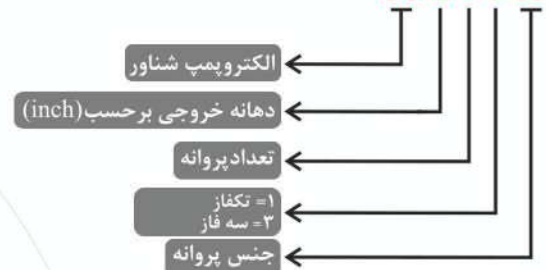 الکتروپمپ شناور
دهانه خروجی برحسب(inch)
تعدادپروانه
۱= تکفاز
۳= سه فاز
جنس پروانه